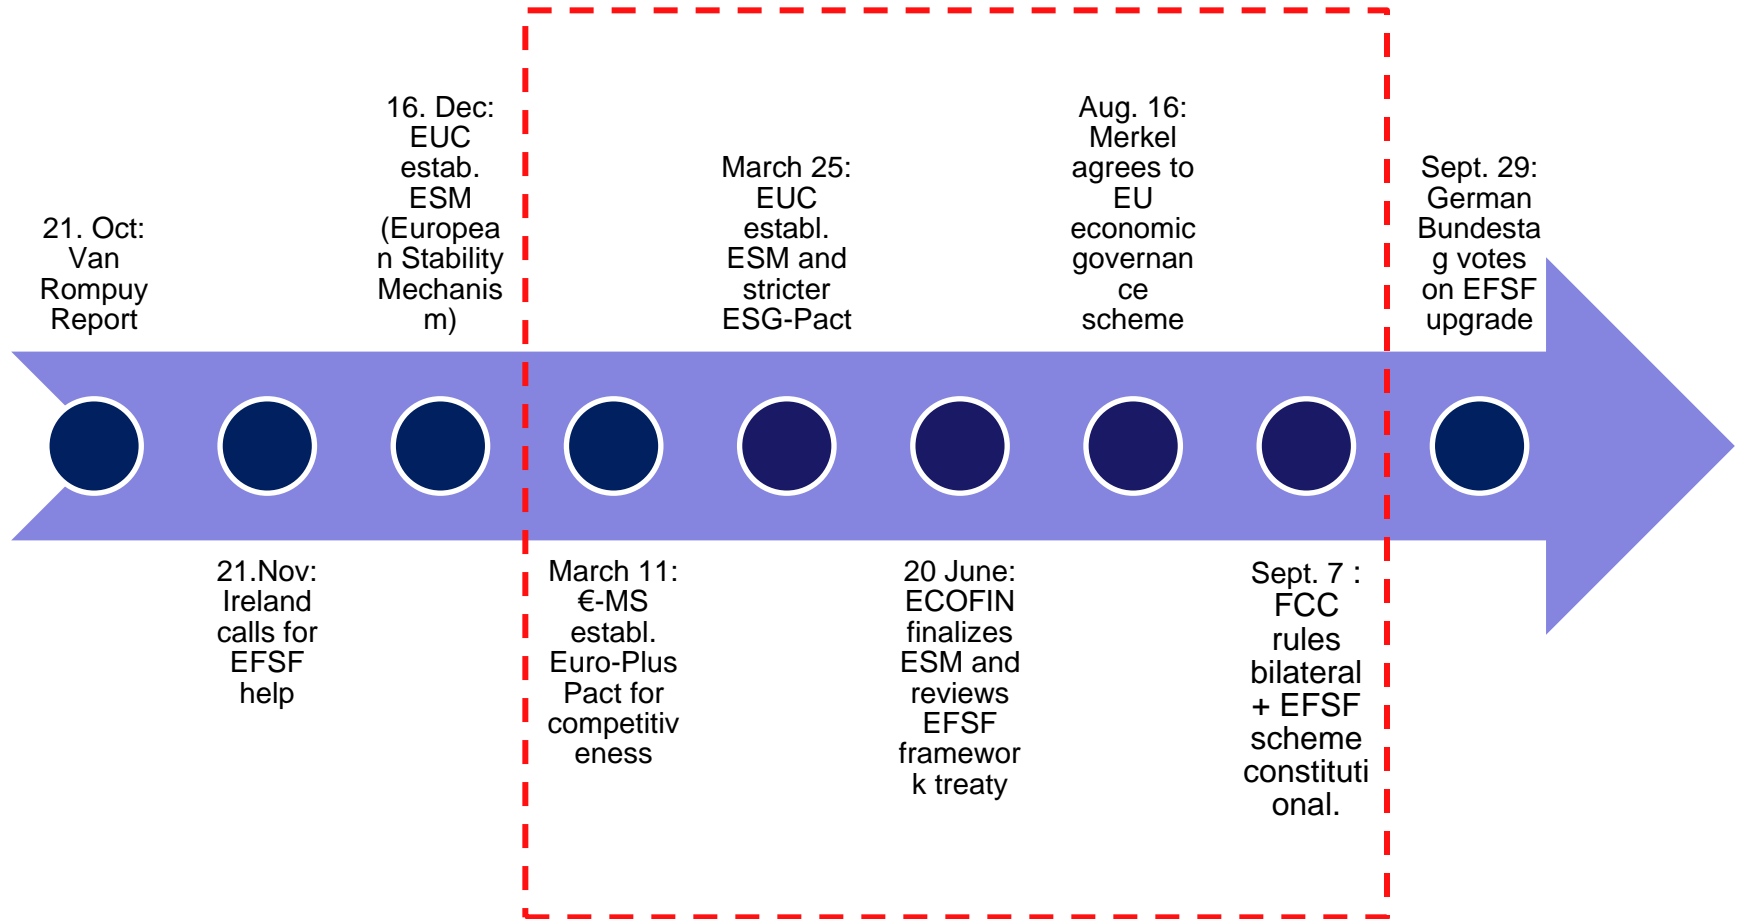 21. Oct:
Van
Rompuy
Report
21.Nov:
Ireland
calls for
EFSF
help
16. Dec:
EUC
estab.
ESM
(Europea
n Stability
Mechanis
m)
March 11:
€-MS
establ.
Euro-Plus
Pact for
competitiv
eness
March 25:
EUC
establ.
ESM and
stricter
ESG-Pact
20 June:
ECOFIN
finalizes
ESM and
reviews
EFSF
framewor
k treaty
Aug. 16:
Merkel
agrees to
EU
economic
governan
ce
scheme
Sept. 7 :
FCC
rules
bilateral
+ EFSF
scheme
constituti
onal.
Sept. 29:
German
Bundesta
g votes
on EFSF
upgrade